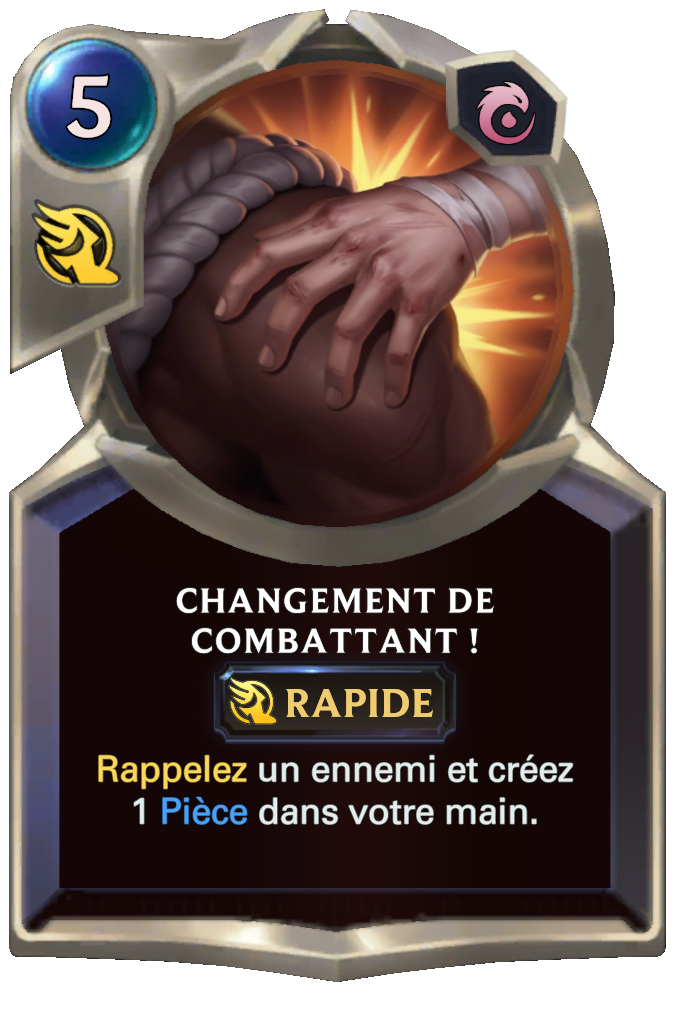 5
CHANGEMENT DE
COMBATTANT !
RAPIDE
Rappelez un ennemi et créez
1 Pièce dans votre main.